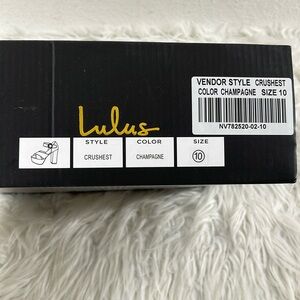 VENDOR STYLE CRUSHEST
COLOR CHAMPAGNE SIZE 10
NV782520-02-10
Lulus
STYLE COLOR SIZE
CRUSHEST CHAMPAGNE 10